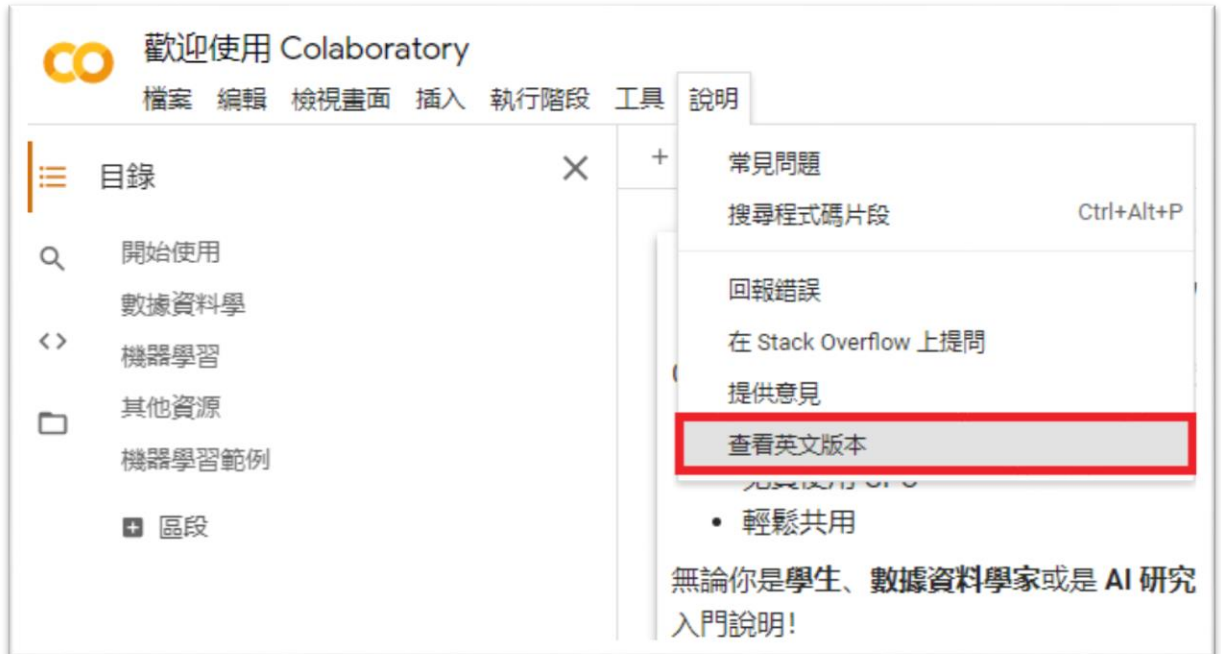 歡迎使用 Colaboratory
檔案 編輯 檢視畫面 插入 執行階段 工具 說明
目錄
開始使用
數據資料學
機器學習
其他資源
機器學習範例
區段
常見問題
搜尋程式碼片段 Ctrl+Alt+P
回報錯誤
在 Stack Overflow 上提問
提供意見
查看英文版本
輕鬆共用
無論你是學生、數據資料學家或是 AI 研究
入門說明!